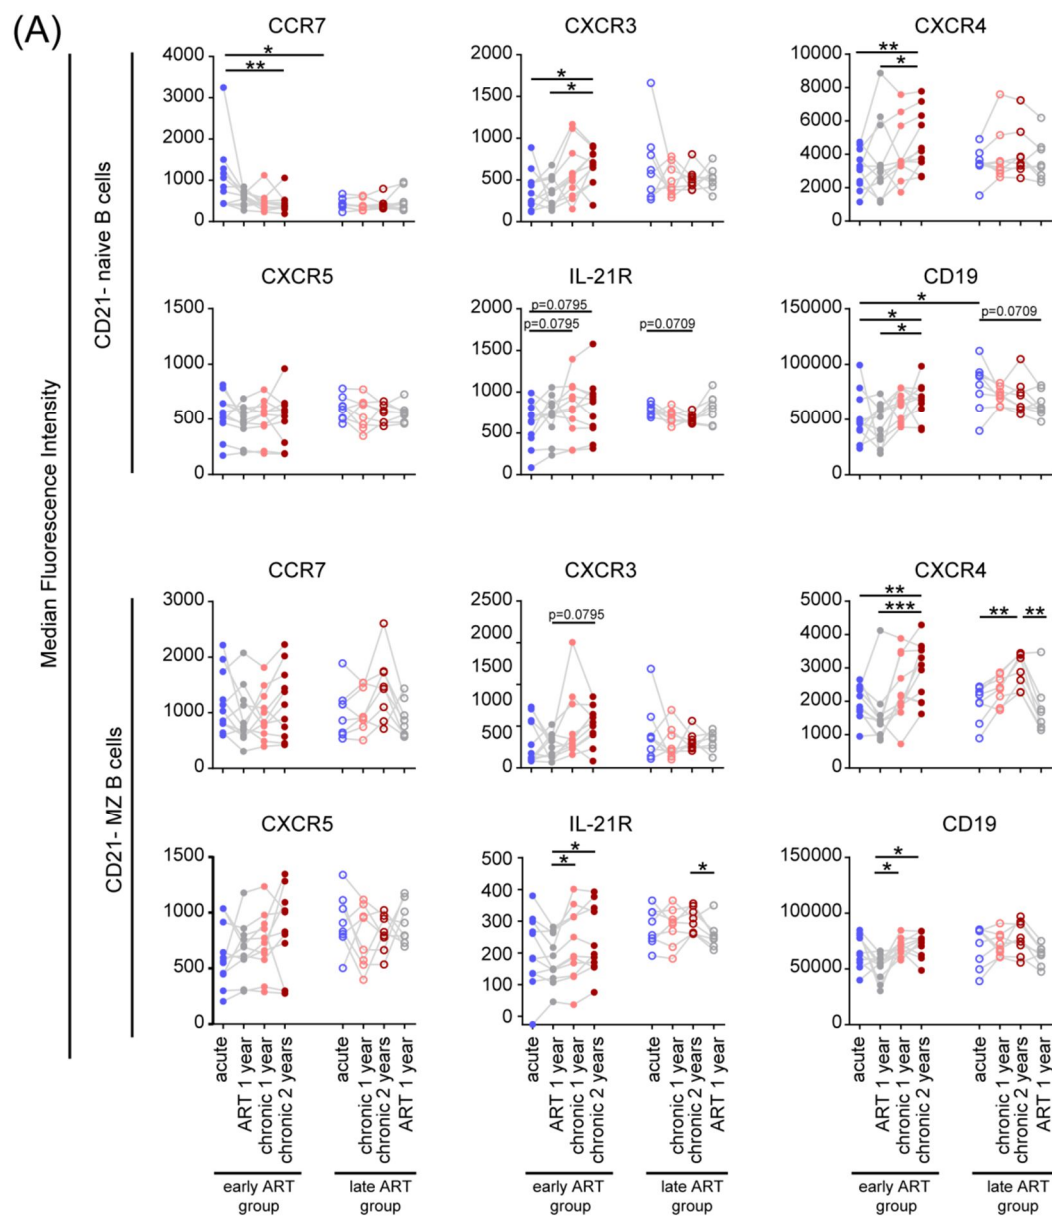 (A)
Median Fluorescence Intensity
CD21- naive B cells
CCR7
4000
3000
2000
1000
0
*
**
CXCR3
2000
1500
1000
500
0
*
*
CXCR4
10000
8000
6000
4000
2000
0
**
*
CXCR5
1500
1000
500
0
IL-21R
2000
1500
1000
500
0
p=0.0795
p=0.0795
p=0.0709
CD19
150000
100000
50000
0
*
*
*
p=0.0709
CD21- MZ B cells
CCR7
3000
2000
1000
0
CXCR3
2500
2000
1500
1000
500
0
p=0.0795
CXCR4
5000
4000
3000
2000
1000
0
**
***
**
**
CXCR5
1500
1000
500
0
IL-21R
500
400
300
200
100
0
*
*
*
CD19
150000
100000
50000
0
*
*
acute
ART 1 year
chronic 1 year
chronic 2 years
acute
chronic 1 year
chronic 2 years
ART 1 year
early ART
group
late ART
group
acute
ART 1 year
chronic 1 year
chronic 2 years
acute
chronic 1 year
chronic 2 years
ART 1 year
early ART
group
late ART
group
acute
ART 1 year
chronic 1 year
chronic 2 years
acute
chronic 1 year
chronic 2 years
ART 1 year
early ART
group
late ART
group